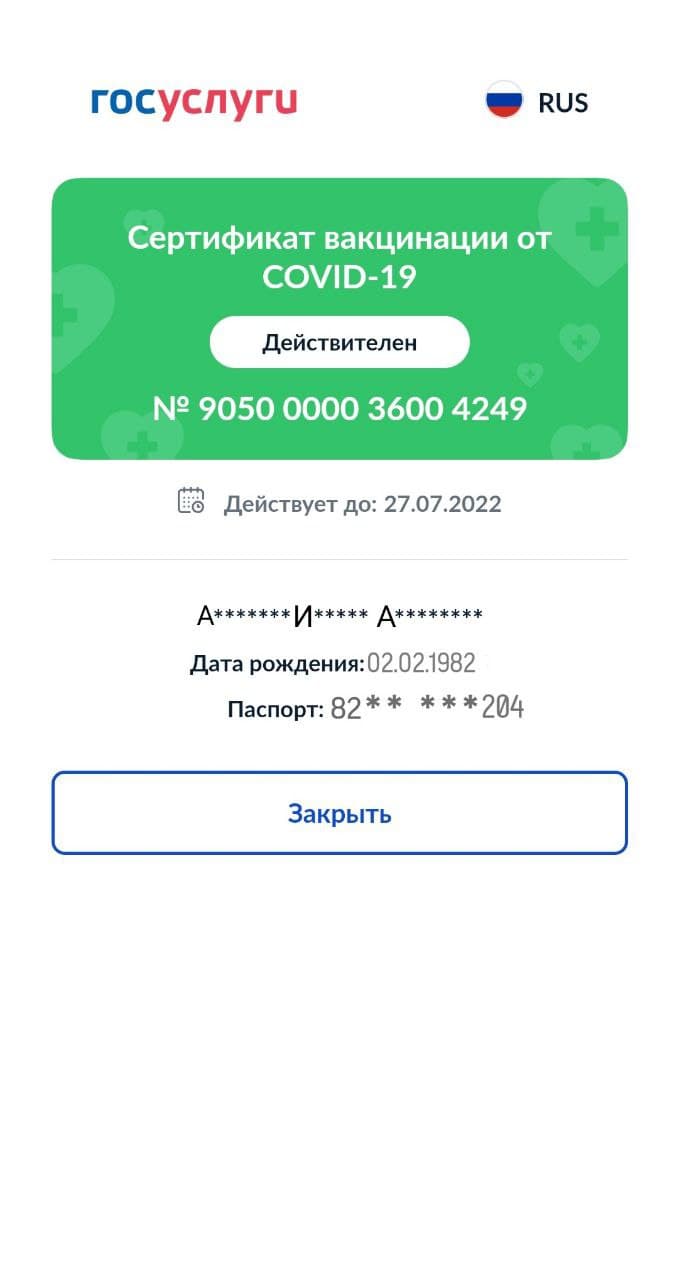 госуслуги RUS
Сертификат вакцинации от
COVID-19
Действителен
№ 9050 0000 3600 4249
Действует до: 27.07.2022
А*******И***** А********
Дата рождения:02.02.1982
Паспорт: 82** ***204
Закрыть